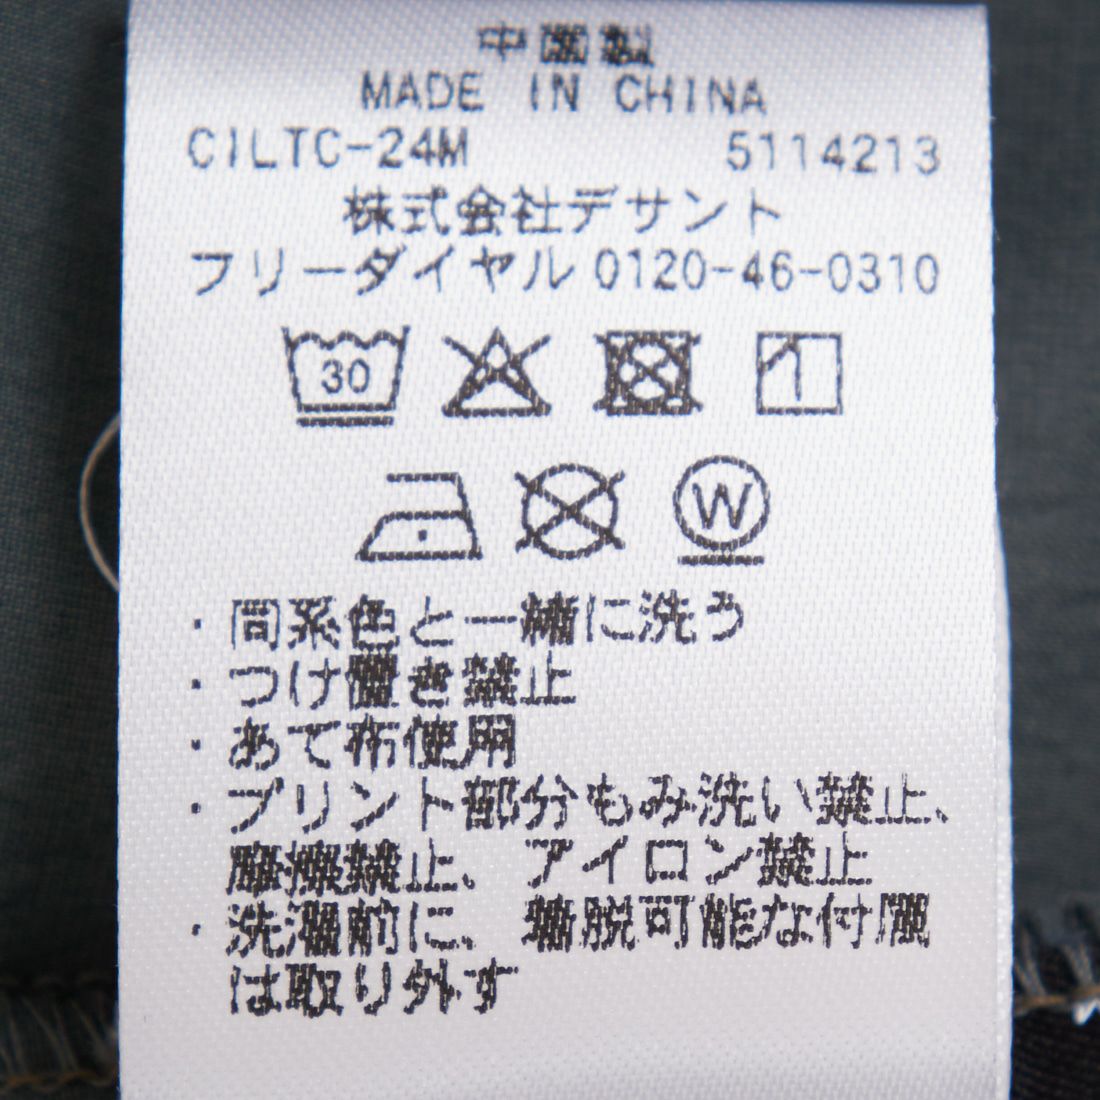 中国製
MADE IN CHINA
CILTC-24M 5114213
株式会社デサント
フリーダイヤル 0120-46-0310
30
W
・同系色と一緒に洗う
・つけ置き禁止
・あて布使用
・プリント部分もみ洗い禁止、
摩擦禁止、アイロン禁止
・洗濯前に、着脱可能な付属
は取り外す